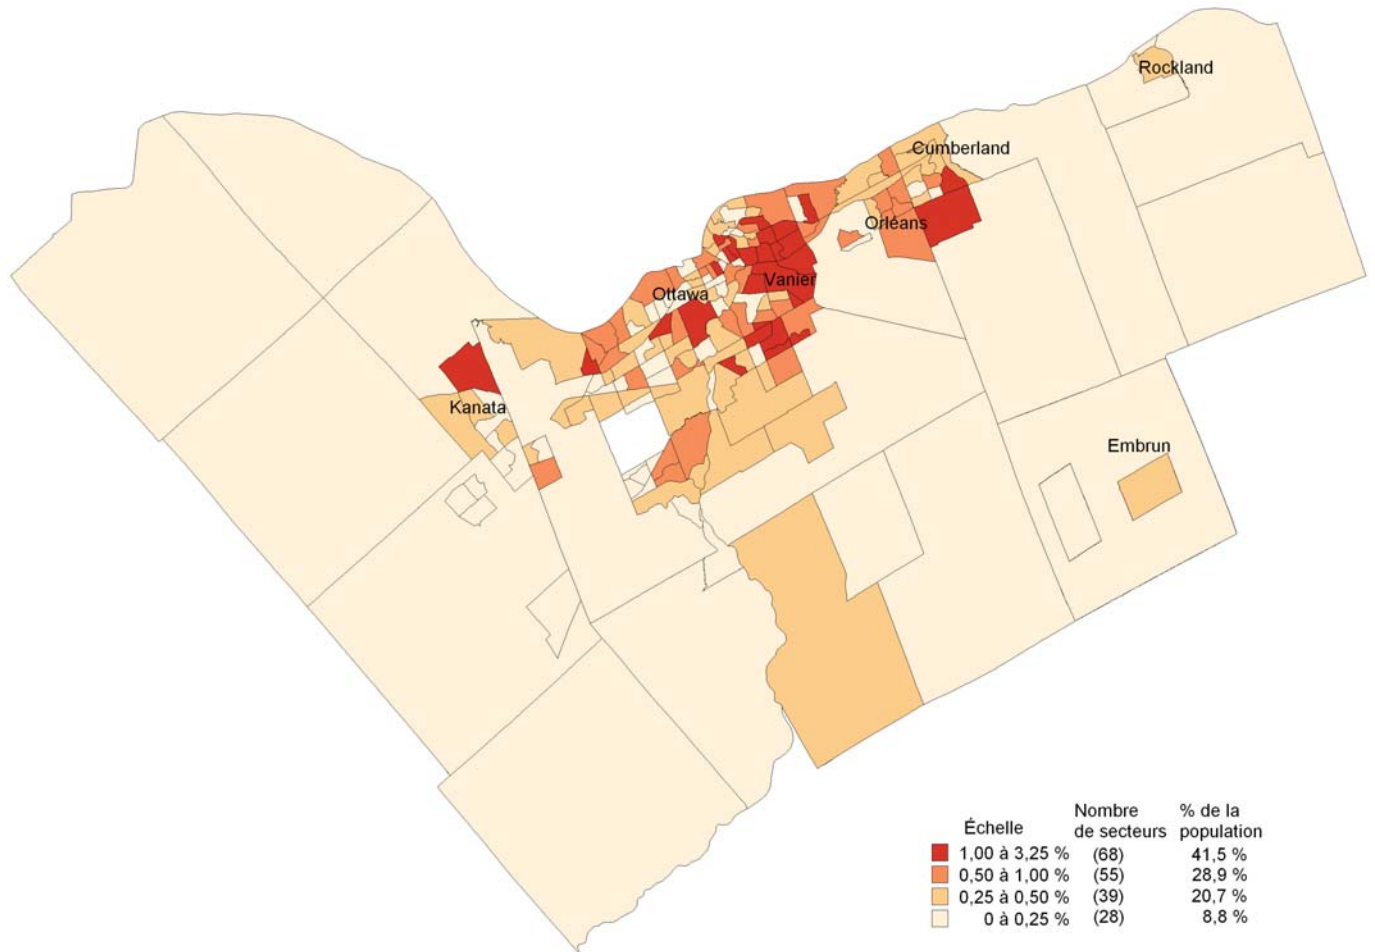 Rockland
Cumberland
Orléans
Vanier
Ottawa
Kanata
Embrun
Échelle Nombre de secteurs % de la population
1,00 à 3,25 % (68) 41,5 %
0,50 à 1,00 % (55) 28,9 %
0,25 à 0,50 % (39) 20,7 %
0 à 0,25 % (28) 8,8 %